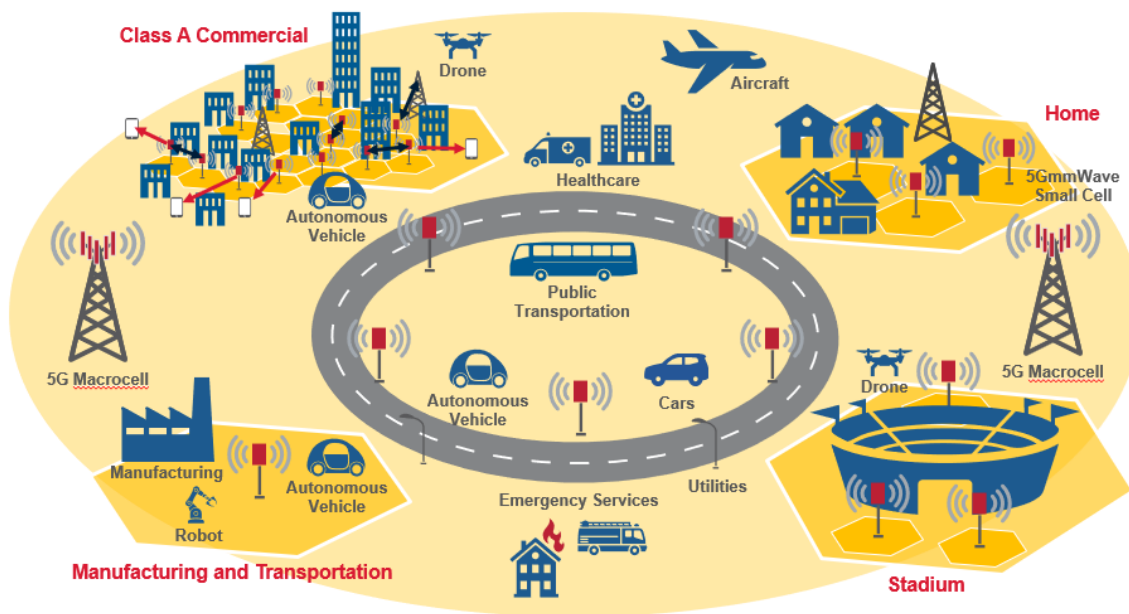 Class A Commercial
Drone
Aircraft
Home
Healthcare
5GmmWave
Small Cell
Autonomous
Vehicle
Public
Transportation
5G Macrocell
5G Macrocell
Autonomous
Vehicle
Cars
Drone
Manufacturing
Autonomous
Vehicle
Robot
Emergency Services
Utilities
Manufacturing and Transportation
Stadium